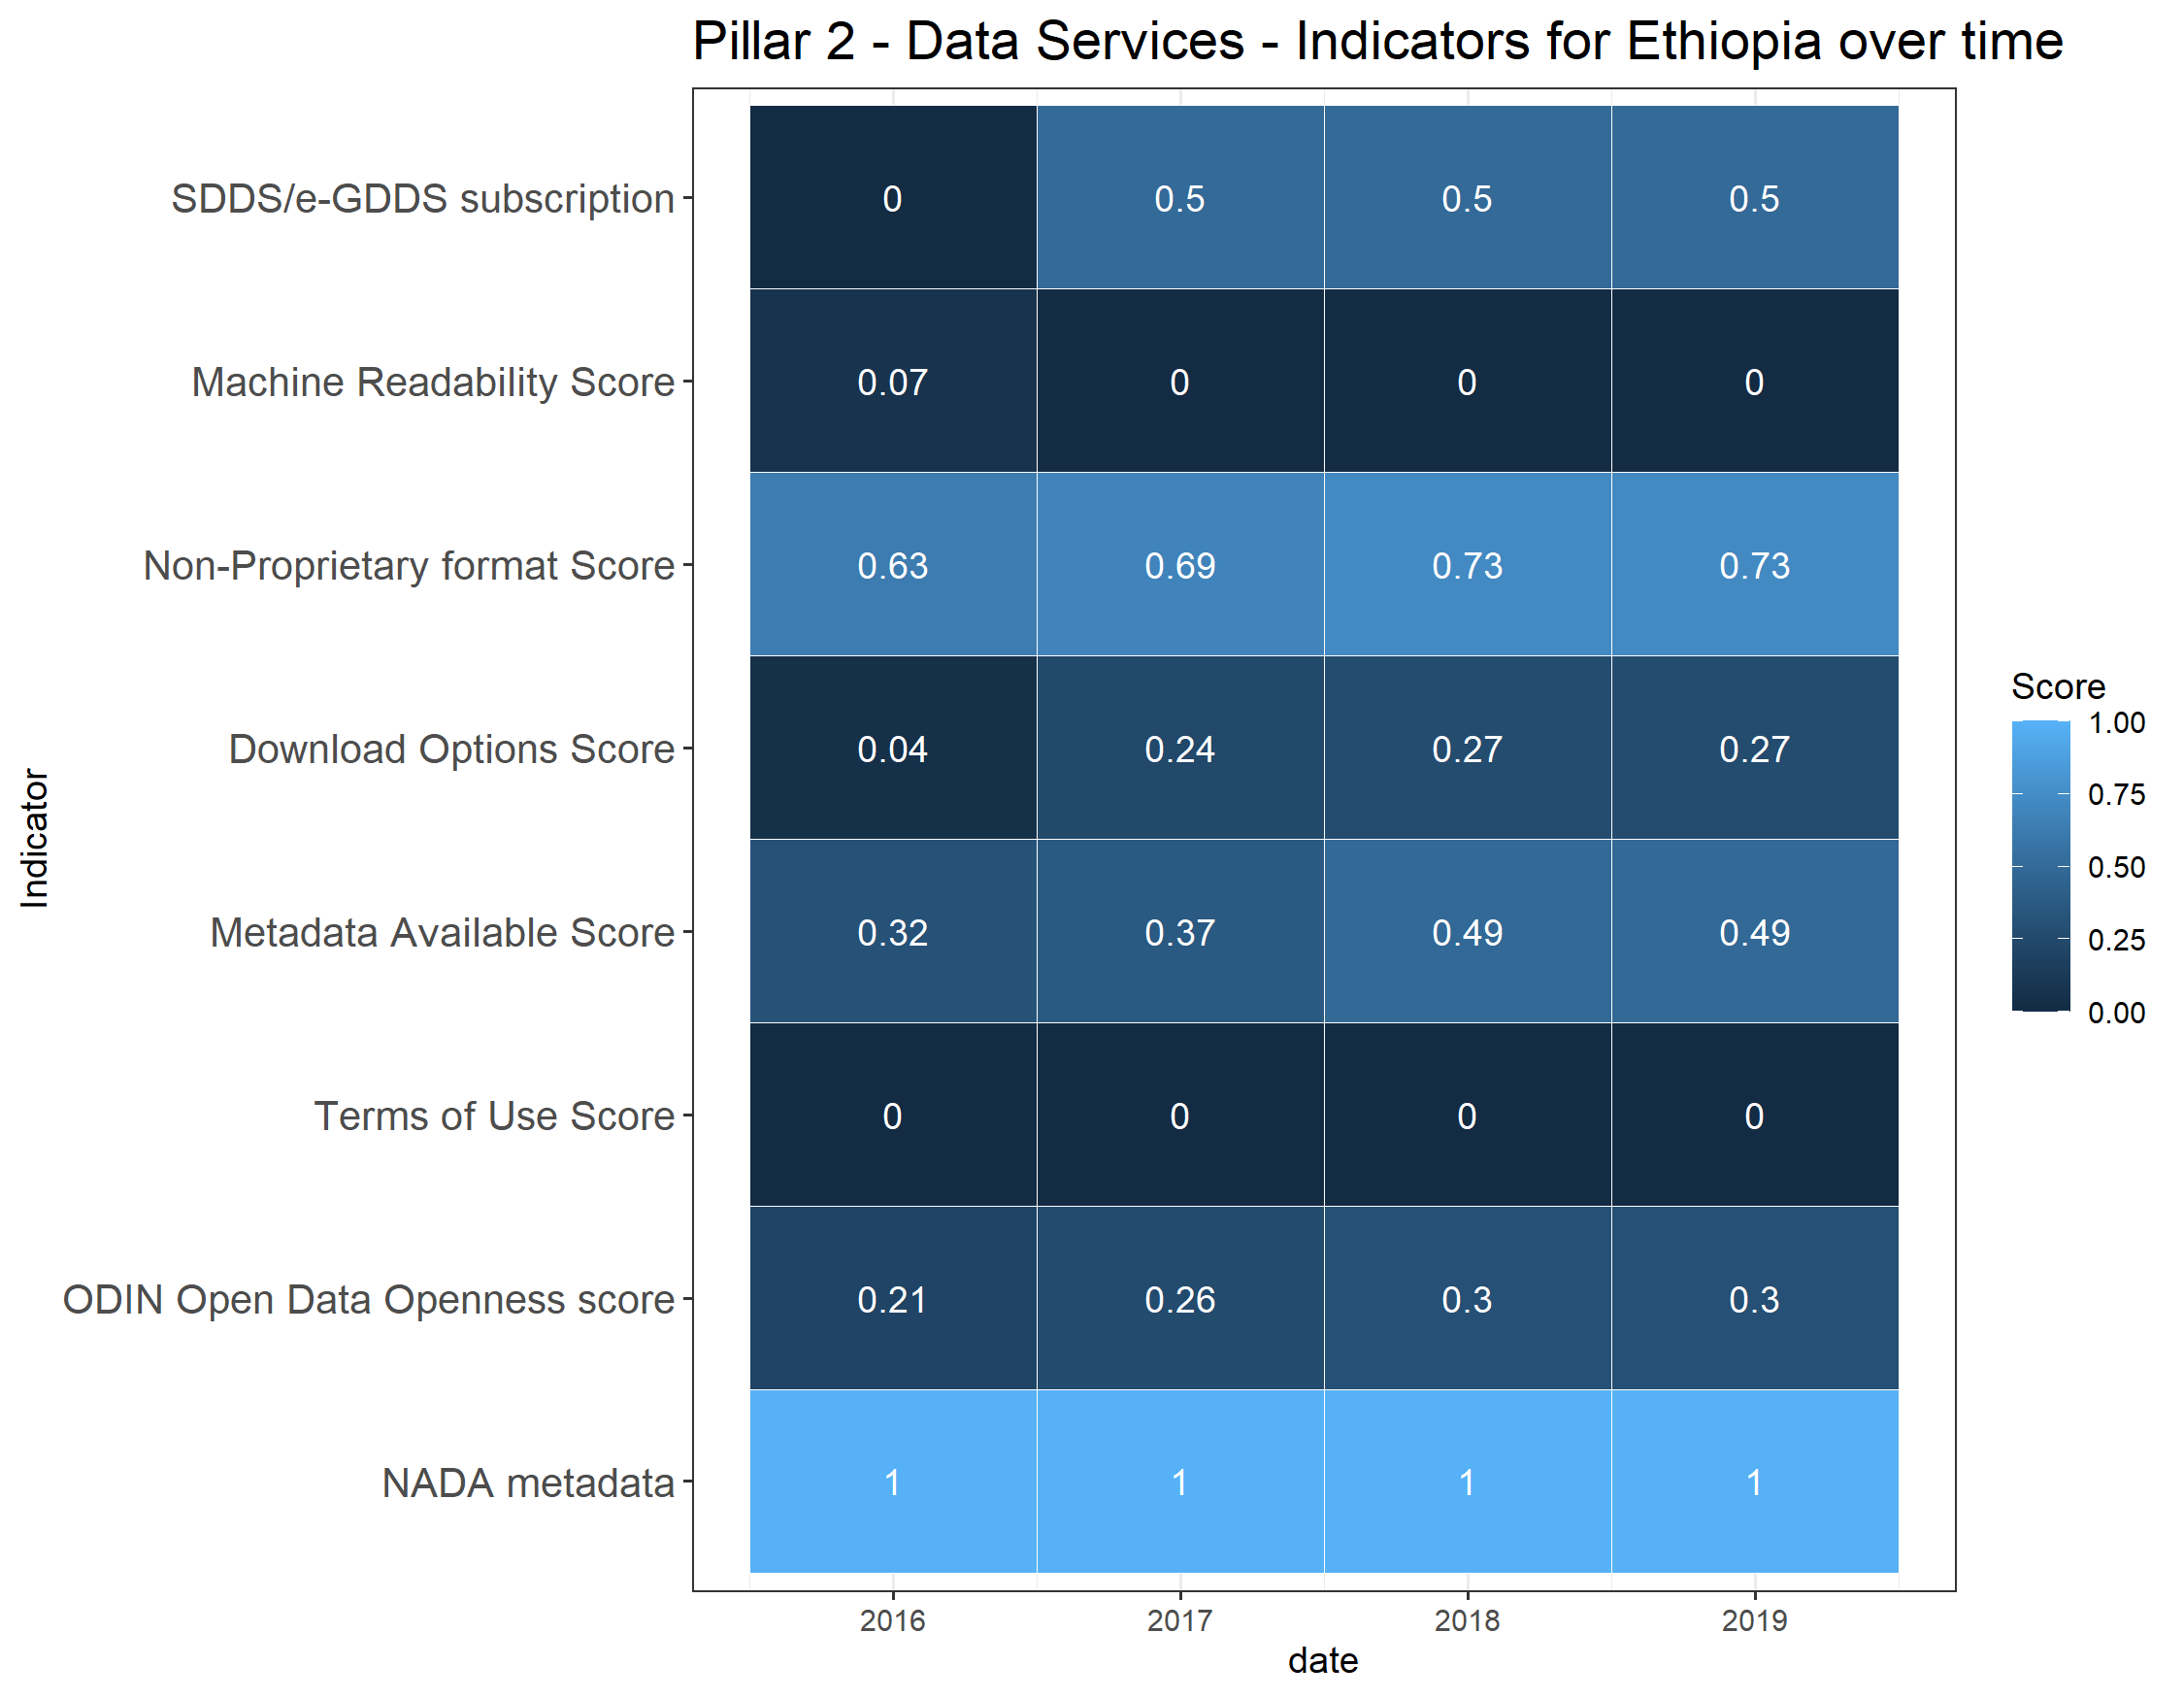 Pillar 2 - Data Services - Indicators for Ethiopia over time
SDDS/e-GDDS subscription 0 0.5 0.5 0.5
Machine Readability Score 0.07 0 0 0
Non-Proprietary format Score 0.63 0.69 0.73 0.73
Download Options Score 0.04 0.24 0.27 0.27
Metadata Available Score 0.32 0.37 0.49 0.49
Terms of Use Score 0 0 0 0
ODIN Open Data Openness score 0.21 0.26 0.3 0.3
NADA metadata 1 1 1 1
2016 2017 2018 2019
date
Indicator
Score
1.00
0.75
0.50
0.25
0.00